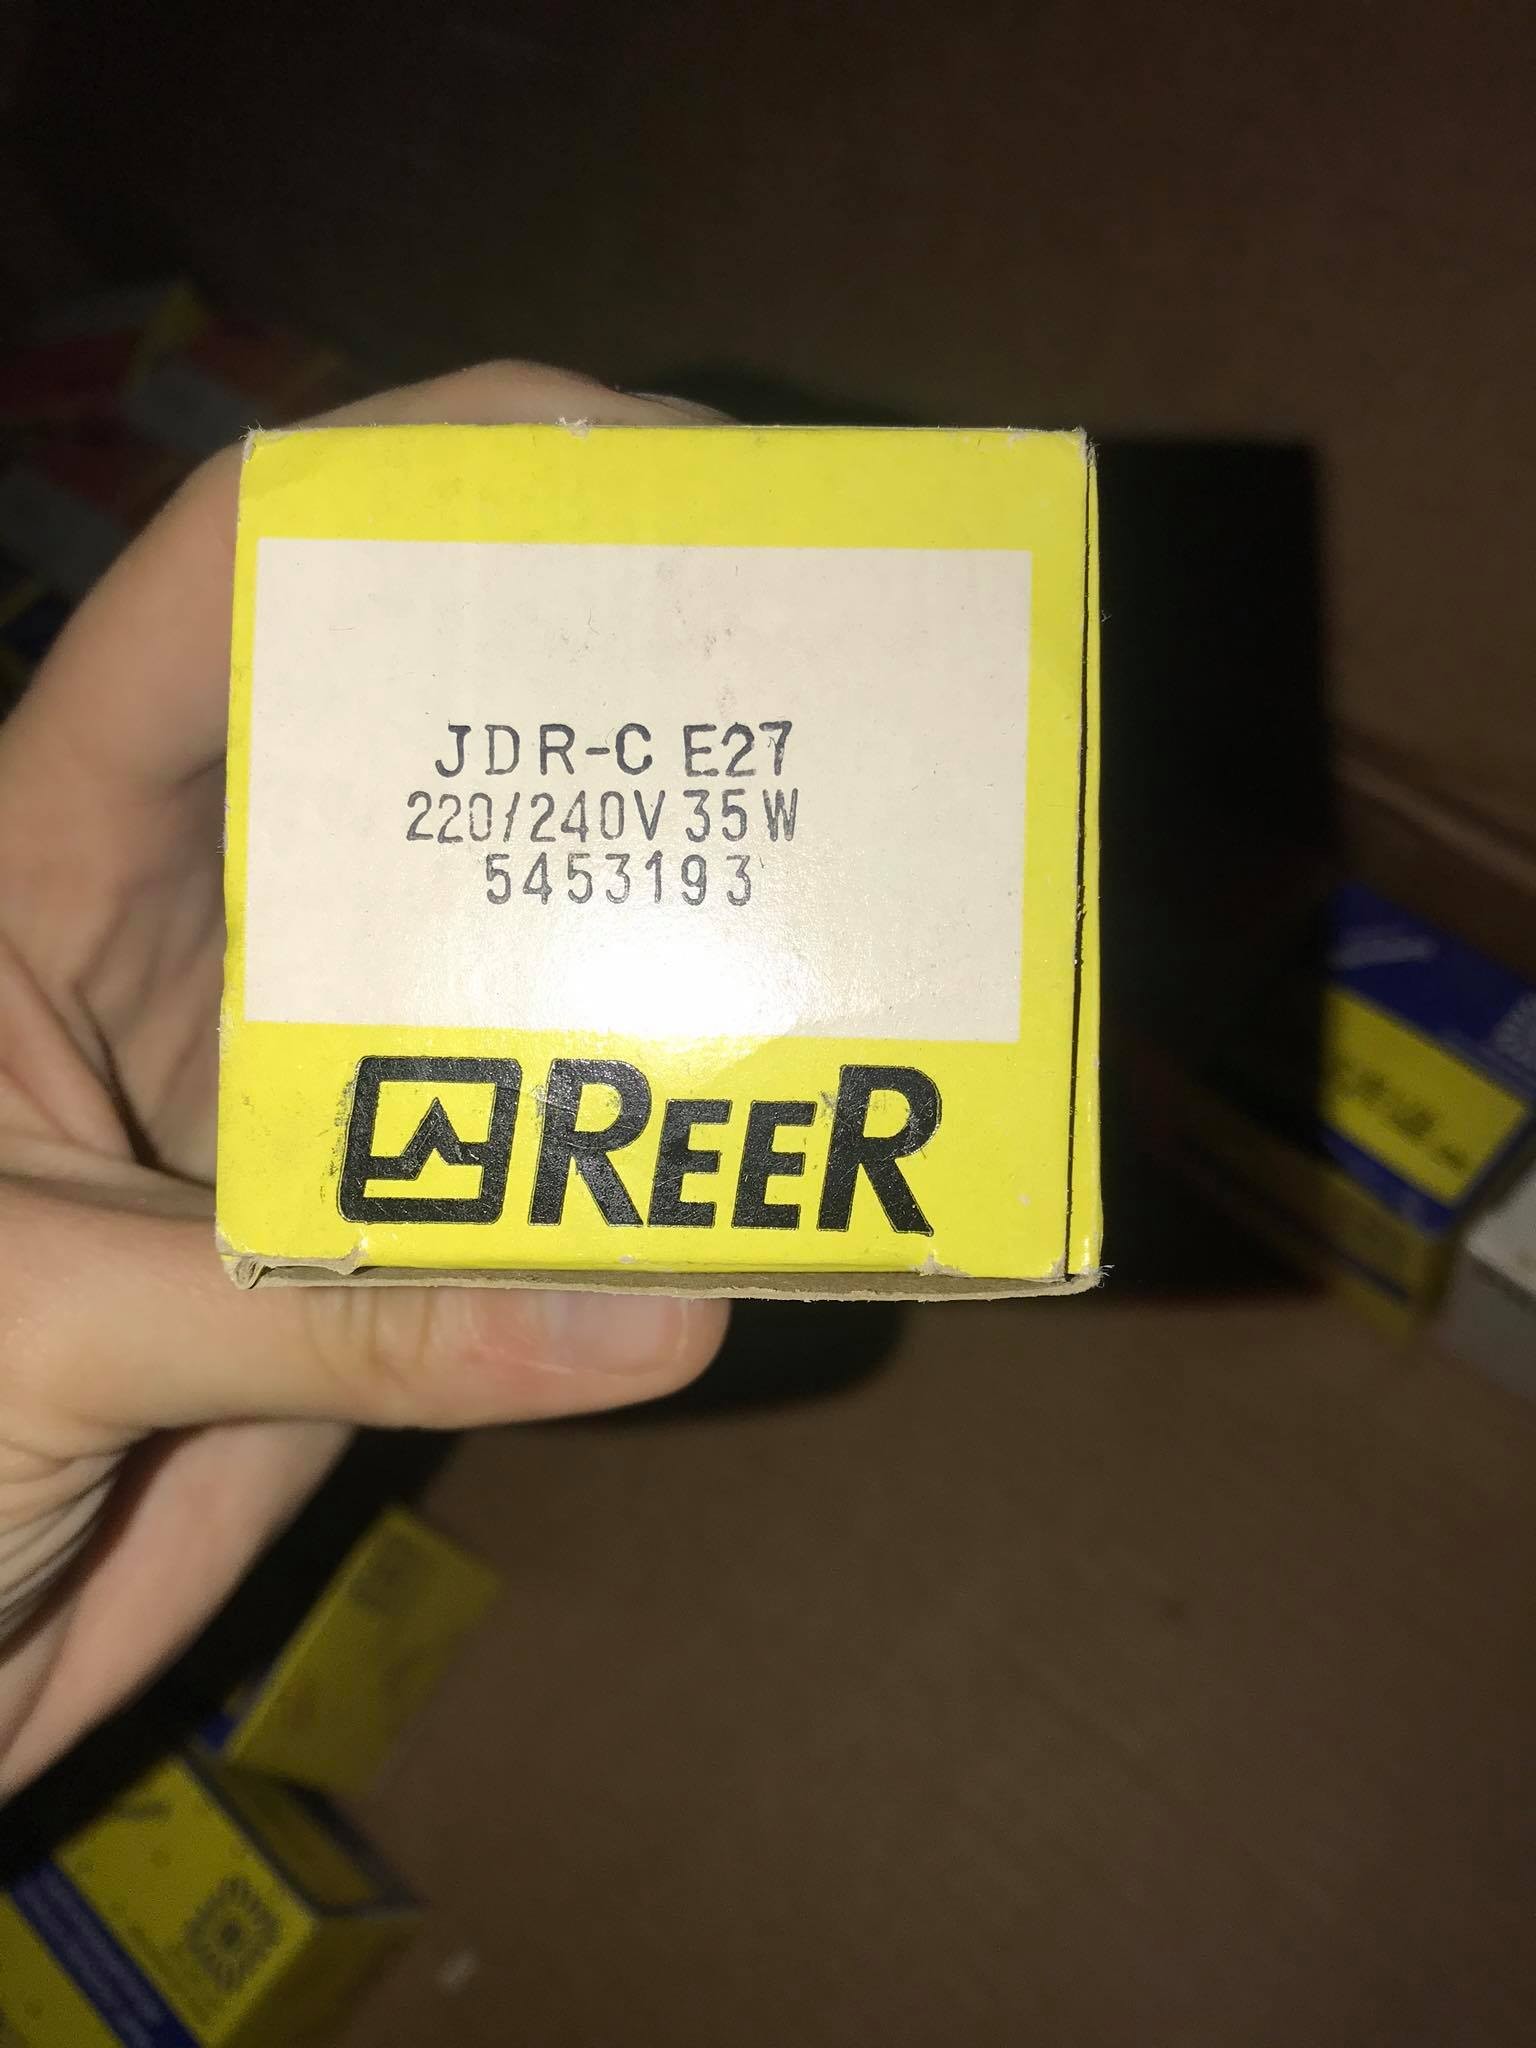 JDR-C E27
220/240V 35W
5453193
REER